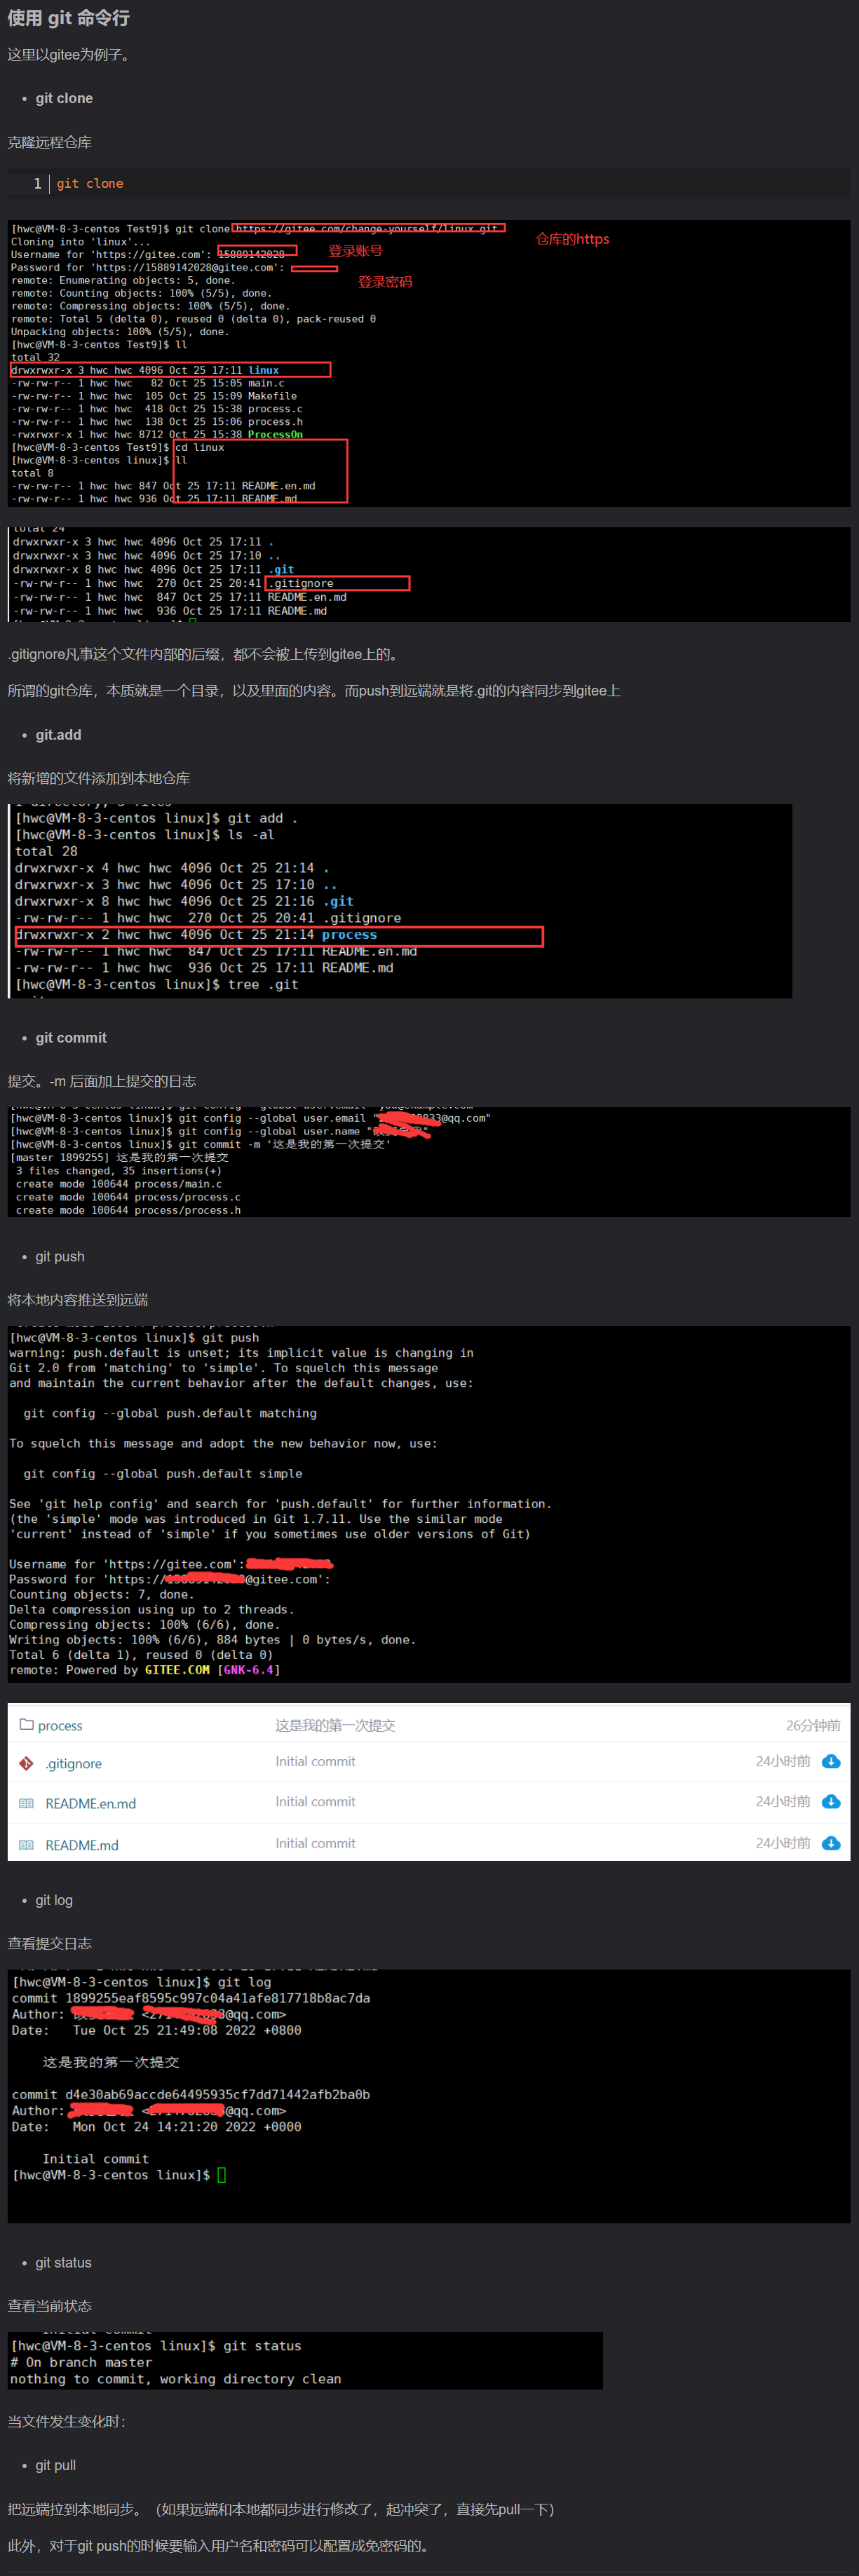 使用 git 命令行
这里以gitee为例子。
• git clone
克隆远程仓库
1 git clone
[hwc@VM-8-3-centos Test9]$ git clone https://gitee.com/change-yourself/linux.git
仓库的https
Cloning into 'linux'...
Username for 'https://gitee.com': 15889142028
登录账号
Password for 'https://15889142028@gitee.com':
登录密码
remote: Enumerating objects: 5, done.
remote: Counting objects: 100% (5/5), done.
remote: Compressing objects: 100% (5/5), done.
remote: Total 5 (delta 0), reused 0 (delta 0), pack-reused 0
Unpacking objects: 100% (5/5), done.
[hwc@VM-8-3-centos Test9]$ ll
total 32
drwxrwxr-x 3 hwc hwc 4096 Oct 25 17:11 linux
-rw-rw-r-- 1 hwc hwc   82 Oct 25 15:05 main.c
-rw-rw-r-- 1 hwc hwc  105 Oct 25 15:09 Makefile
-rw-rw-r-- 1 hwc hwc  418 Oct 25 15:38 process.c
-rw-rw-r-- 1 hwc hwc  138 Oct 25 15:06 process.h
-rwxrwxr-x 1 hwc hwc 8712 Oct 25 15:38 ProcessOn
[hwc@VM-8-3-centos Test9]$ cd linux
[hwc@VM-8-3-centos linux]$ ll
total 8
-rw-rw-r-- 1 hwc hwc 847 Oct 25 17:11 README.en.md
-rw-rw-r-- 1 hwc hwc 936 Oct 25 17:11 README.md
total 24
drwxrwxr-x 3 hwc hwc 4096 Oct 25 17:11 .
drwxrwxr-x 3 hwc hwc 4096 Oct 25 17:10 ..
drwxrwxr-x 8 hwc hwc 4096 Oct 25 17:11 .git
-rw-rw-r-- 1 hwc hwc  270 Oct 25 20:41 .gitignore
-rw-rw-r-- 1 hwc hwc  847 Oct 25 17:11 README.en.md
-rw-rw-r-- 1 hwc hwc  936 Oct 25 17:11 README.md
.gitignore凡事这个文件内部的后缀，都不会被上传到gitee上的。
所谓的git仓库，本质就是一个目录，以及里面的内容。而push到远端就是将.git的内容同步到gitee上
• git.add
将新增的文件添加到本地仓库
[hwc@VM-8-3-centos linux]$ git add .
[hwc@VM-8-3-centos linux]$ ls -al
total 28
drwxrwxr-x 4 hwc hwc 4096 Oct 25 21:14 .
drwxrwxr-x 3 hwc hwc 4096 Oct 25 17:10 ..
drwxrwxr-x 8 hwc hwc 4096 Oct 25 21:16 .git
-rw-rw-r-- 1 hwc hwc  270 Oct 25 20:41 .gitignore
drwxrwxr-x 2 hwc hwc 4096 Oct 25 21:14 process
-rw-rw-r-- 1 hwc hwc  847 Oct 25 17:11 README.en.md
-rw-rw-r-- 1 hwc hwc  936 Oct 25 17:11 README.md
[hwc@VM-8-3-centos linux]$ tree .git
• git commit
提交。-m 后面加上提交的日志
[hwc@VM-8-3-centos linux]$ git config --global user.email "you@example.com"
[hwc@VM-8-3-centos linux]$ git config --global user.email "833@qq.com"
[hwc@VM-8-3-centos linux]$ git config --global user.name "
[hwc@VM-8-3-centos linux]$ git commit -m '这是我的第一次提交'
[master 1899255] 这是我的第一次提交
3 files changed, 35 insertions(+)
create mode 100644 process/main.c
create mode 100644 process/process.c
create mode 100644 process/process.h
• git push
将本地内容推送到远端
[hwc@VM-8-3-centos linux]$ git push
warning: push.default is unset; its implicit value is changing in
Git 2.0 from 'matching' to 'simple'. To squelch this message
and maintain the current behavior after the default changes, use:
git config --global push.default matching
To squelch this message and adopt the new behavior now, use:
git config --global push.default simple
See 'git help config' and search for 'push.default' for further information.
(the 'simple' mode was introduced in Git 1.7.11. Use the similar mode
'current' instead of 'simple' if you sometimes use older versions of Git)
Username for 'https://gitee.com':
Password for 'https://@gitee.com':
Counting objects: 7, done.
Delta compression using up to 2 threads.
Compressing objects: 100% (6/6), done.
Writing objects: 100% (6/6), 884 bytes | 0 bytes/s, done.
Total 6 (delta 1), reused 0 (delta 0)
remote: Powered by GITEE.COM [GNK-6.4]
process 这是我的第一次提交 26分钟前
.gitignore Initial commit 24小时前
README.en.md Initial commit 24小时前
README.md Initial commit 24小时前
• git log
查看提交日志
[hwc@VM-8-3-centos linux]$ git log
commit 1899255eaf8595c997c04a41afe817718b8ac7da
Author: @qq.com>
Date:   Tue Oct 25 21:49:08 2022 +0800
这是我的第一次提交
commit d4e30ab69accde64495935cf7dd71442afb2ba0b
Author: @qq.com>
Date:   Mon Oct 24 14:21:20 2022 +0000
Initial commit
[hwc@VM-8-3-centos linux]$
• git status
查看当前状态
[hwc@VM-8-3-centos linux]$ git status
# On branch master
nothing to commit, working directory clean
当文件发生变化时：
• git pull
把远端拉到本地同步。（如果远端和本地都同步进行修改了，起冲突了，直接先pull一下）
此外，对于git push的时候要输入用户名和密码可以配置成免密码的。